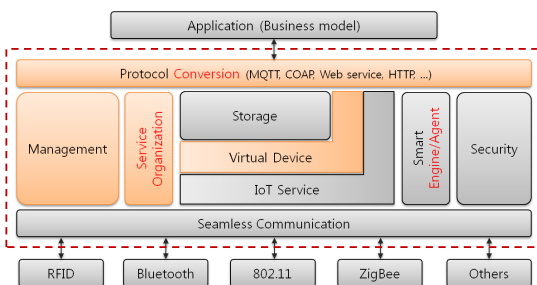 Application (Business model)
Protocol Conversion (MQTT, COAP, Web service, HTTP, ...)
Management
Service
Organization
Storage
Virtual Device
IoT Service
Smart
Engine/Agent
Security
Seamless Communication
RFID
Bluetooth
802.11
ZigBee
Others